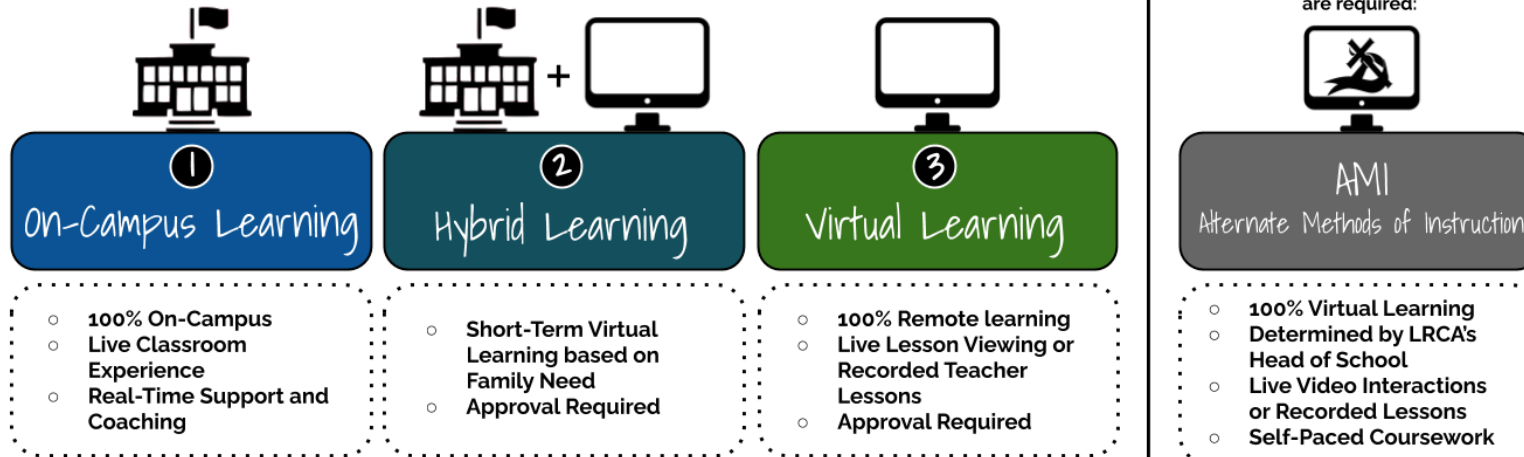 are required:
+
1
On-Campus Learning
2
Hybrid Learning
3
Virtual Learning
AMI
Alternate Methods of Instruction
○ 100% On-Campus
○ Live Classroom
Experience
○ Real-Time Support and
Coaching
○ Short-Term Virtual
Learning based on
Family Need
○ Approval Required
○ 100% Remote learning
○ Live Lesson Viewing or
Recorded Teacher
Lessons
○ Approval Required
○ 100% Virtual Learning
○ Determined by LRCA's
Head of School
○ Live Video Interactions
or Recorded Lessons
○ Self-Paced Coursework